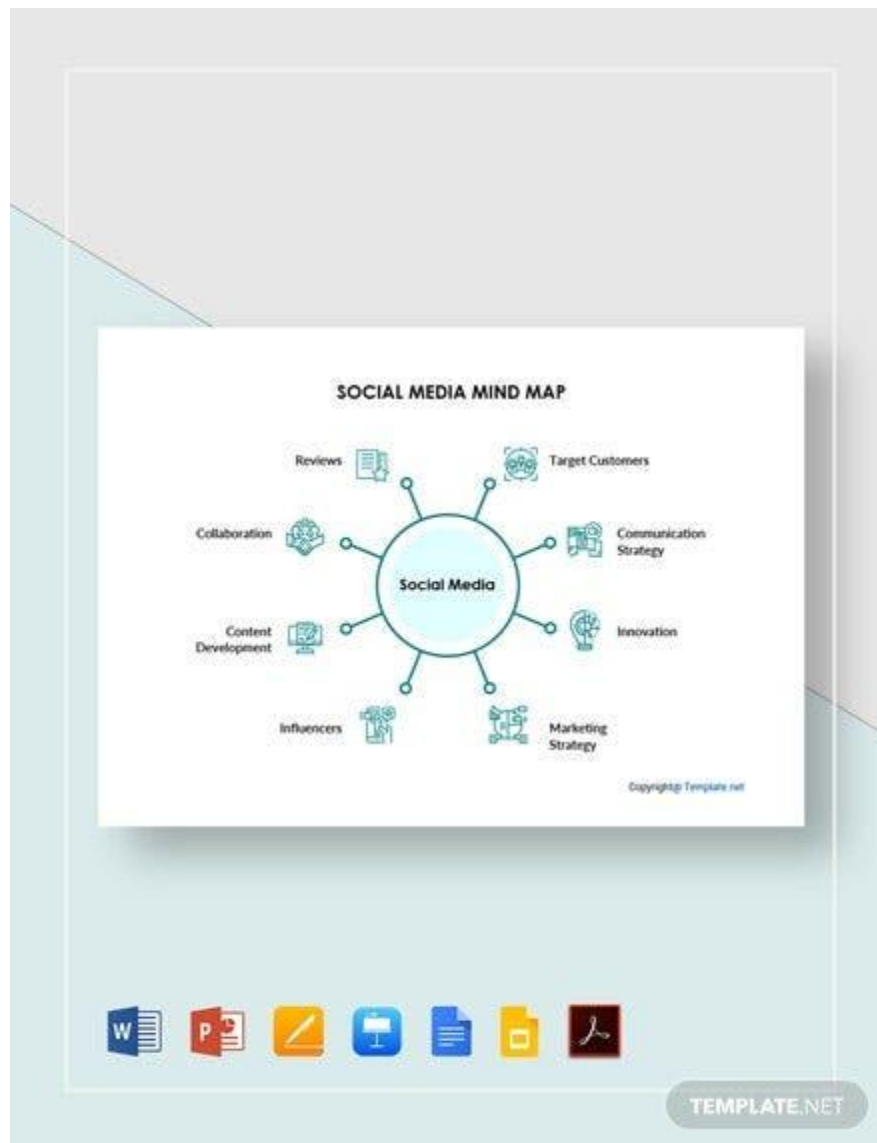 SOCIAL MEDIA MIND MAP
Reviews
Target Customers
Collaboration
Communication
Strategy
Social Media
Content
Development
Innovation
Influencers
Marketing
Strategy
Copyright@ Template.net
W
P
TEMPLATE.NET